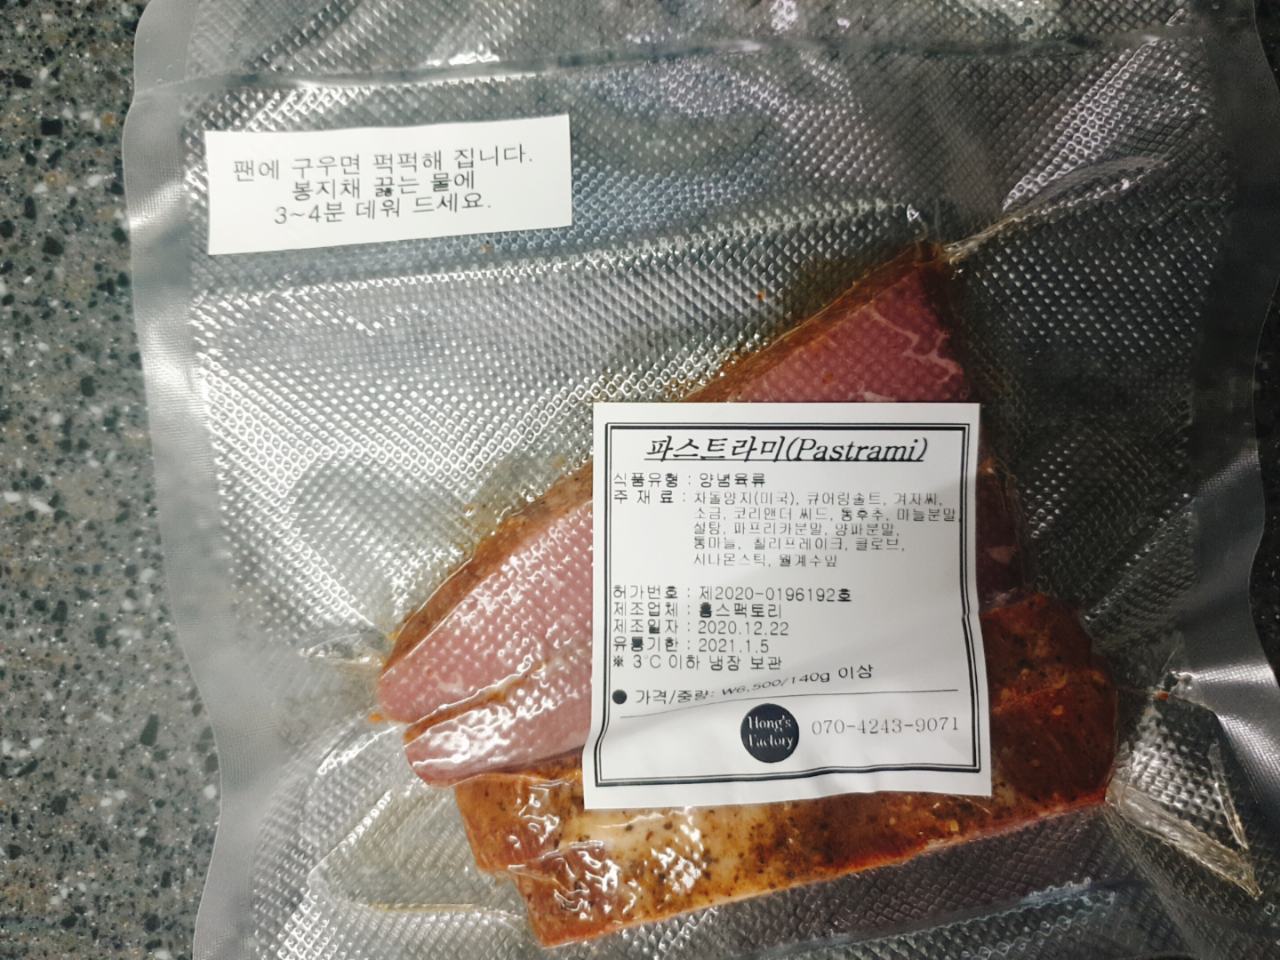 팬에 구우면 퍽퍽해 집니다.
봉지채 끓는 물에
3~4분 데워 드세요.
파스트라미(Pastrami)
식품유형 : 양념육류
주 재 료 : 차돌양지(미국), 큐어링솔트, 겨자씨,
소금, 코리앤더 씨드, 통후추, 마늘분말
설탕, 파프리카분말, 양파분말,
통마늘, 칠리프레이크, 클로브,
시나몬스틱, 월계수잎
허가번호 : 제2020-0196192호
제조업체 : 홍스팩토리
제조일자 : 2020.12.22
유통기한 : 2021.1.5
※ 3℃ 이하 냉장 보관
● 가격/중량: ₩6,500/140g 이상
Hong's
Factory
070-4243-9071